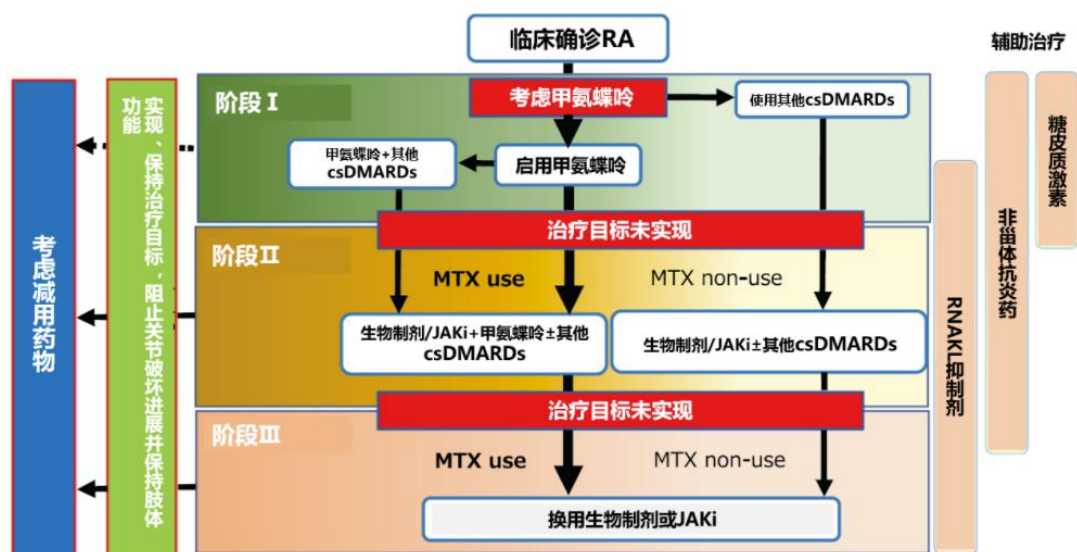 临床确诊RA
辅助治疗
阶段Ⅰ
考虑甲氨蝶呤
使用其他csDMARDs
甲氨蝶呤+其他
csDMARDs
启用甲氨蝶呤
治疗目标未实现
阶段Ⅱ
MTX use
MTX non-use
生物制剂/JAKi+甲氨蝶呤±其他
csDMARDs
生物制剂/JAKi±其他csDMARDs
治疗目标未实现
阶段Ⅲ
MTX use
MTX non-use
换用生物制剂或JAKi
考虑减用药物
实现、保持治疗目标,阻止关节破坏进展并保持肢体
功能
RNAKL抑制剂
非甾体抗炎药
糖皮质激素